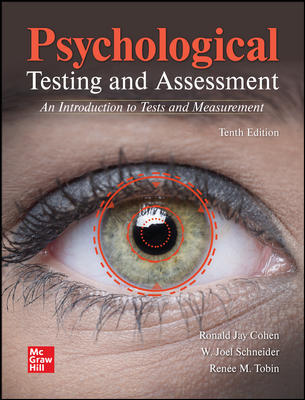 Psychological
Testing and Assessment
An Introduction to Tests and Measurement
Tenth Edition
Ronald Jay Cohen
W. Joel Schneider
Renée M. Tobin
Mc
Graw
Hill